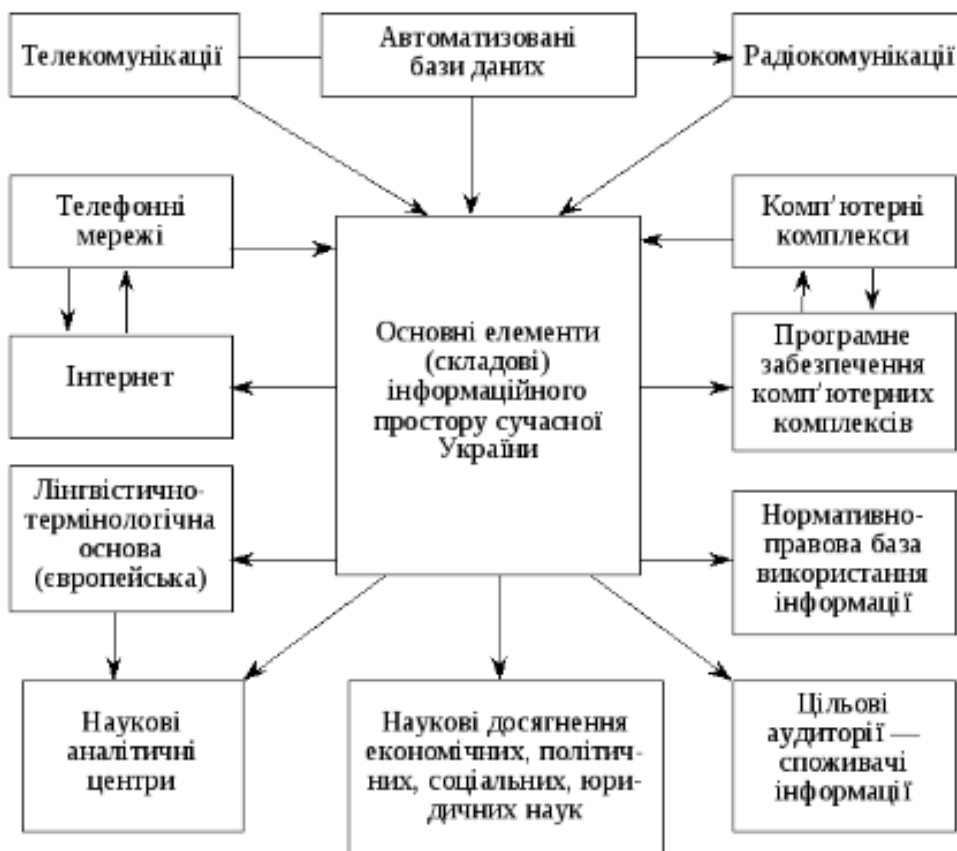 Телекомунікації
Автоматизовані
бази даних
Радіокомунікації
Телефонні
мережі
Комп'ютерні
комплекси
Інтернет
Основні елементи
(складові)
інформаційного
простору сучасної
України
Програмне
забезпечення
комп'ютерних
комплексів
Лінгвістично-
термінологічна
основа
(європейська)
Нормативно-
правова база
використання
інформації
Наукові
аналітичні
центри
Наукові досягнення
економічних, політич-
них, соціальних, юри-
дичних наук
Цільові
аудиторії —
споживачі
інформації